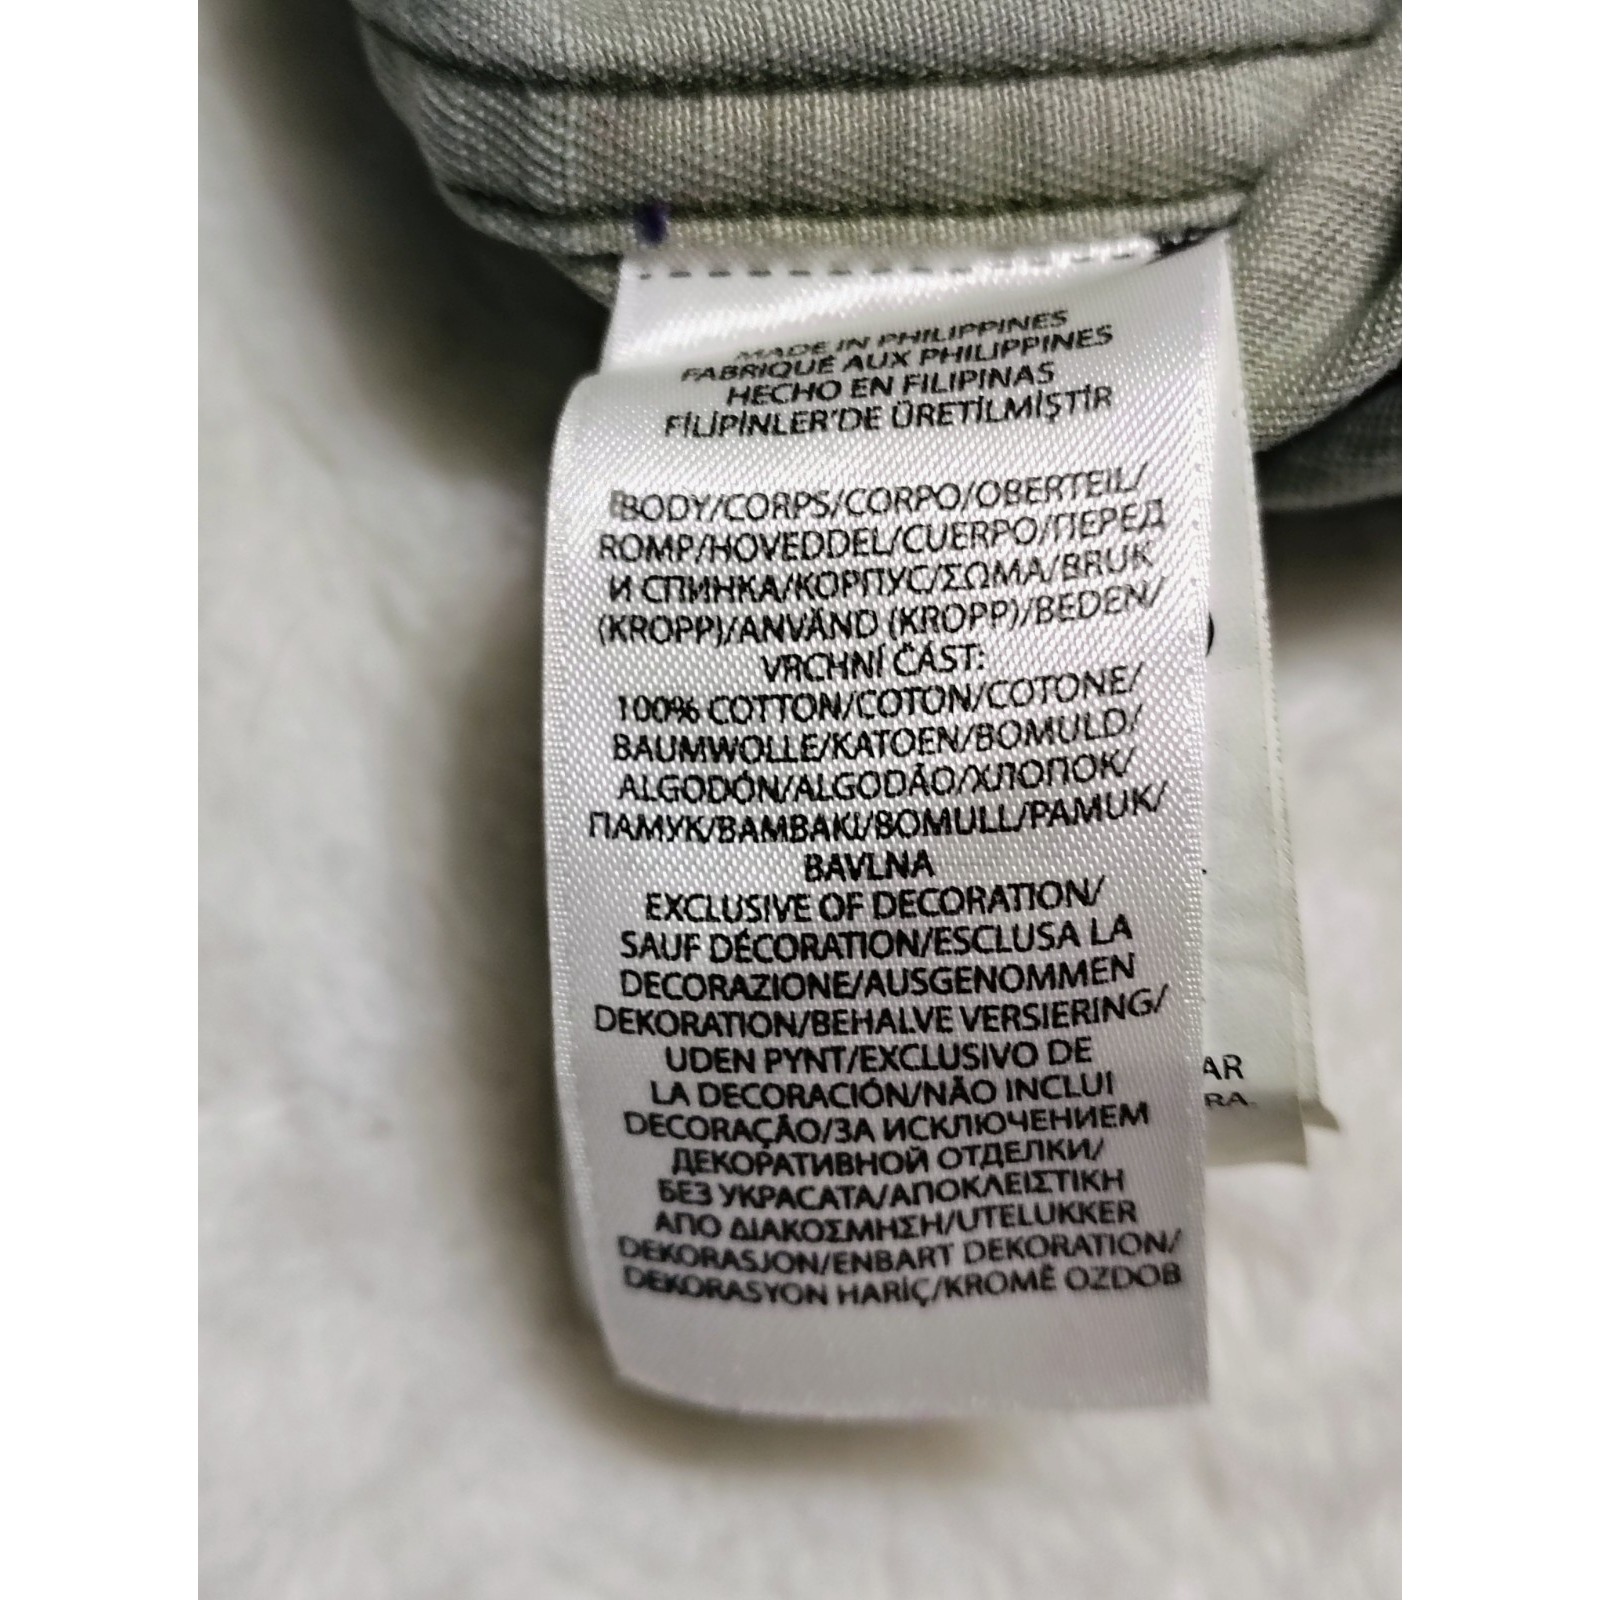 MADE IN PHILIPPINES
FABRIQUÉ AUX PHILIPPINES
HECHO EN FILIPINAS
FİLİPİNLER'DE ÜRETİLMİŞTİR
BODY/CORPS/CORPO/OBERTEIL/
ROMP/HOVEDDEL/CUERPO/ПЕРЕД
И СПИНКА/КОРПУС/ΣΩΜΑ/BRUK
(KROPP)/ANVÄND (KROPP)/BEDEN/
VRCHNÍ ČÁST:
100% COTTON/COTON/COTONE/
BAUMWOLLE/KATOEN/BOMULD/
ALGODÓN/ALGODÃO/ХЛОПОК/
ПАМУК/ΒΑΜΒΑΚΙ/BOMULL/PAMUK/
BAVLNA
EXCLUSIVE OF DECORATION/
SAUF DÉCORATION/ESCLUSA LA
DECORAZIONE/AUSGENOMMEN
DEKORATION/BEHALVE VERSIERING/
UDEN PYNT/EXCLUSIVO DE
LA DECORACIÓN/NÃO INCLUI
DECORAÇÃO/ЗА ИСКЛЮЧЕНИЕМ
ДЕКОРАТИВНОЙ ОТДЕЛКИ/
БЕЗ УКРАСАТА/ΑΠΟΚΛΕΙΣΤΙΚΗ
ΑΠΟ ΔΙΑΚΟΣΜΗΣΗ/UTELUKKER
DEKORASJON/ENBART DEKORATION/
DEKORASYON HARİÇ/KROMĚ OZDOB
AR
RA.